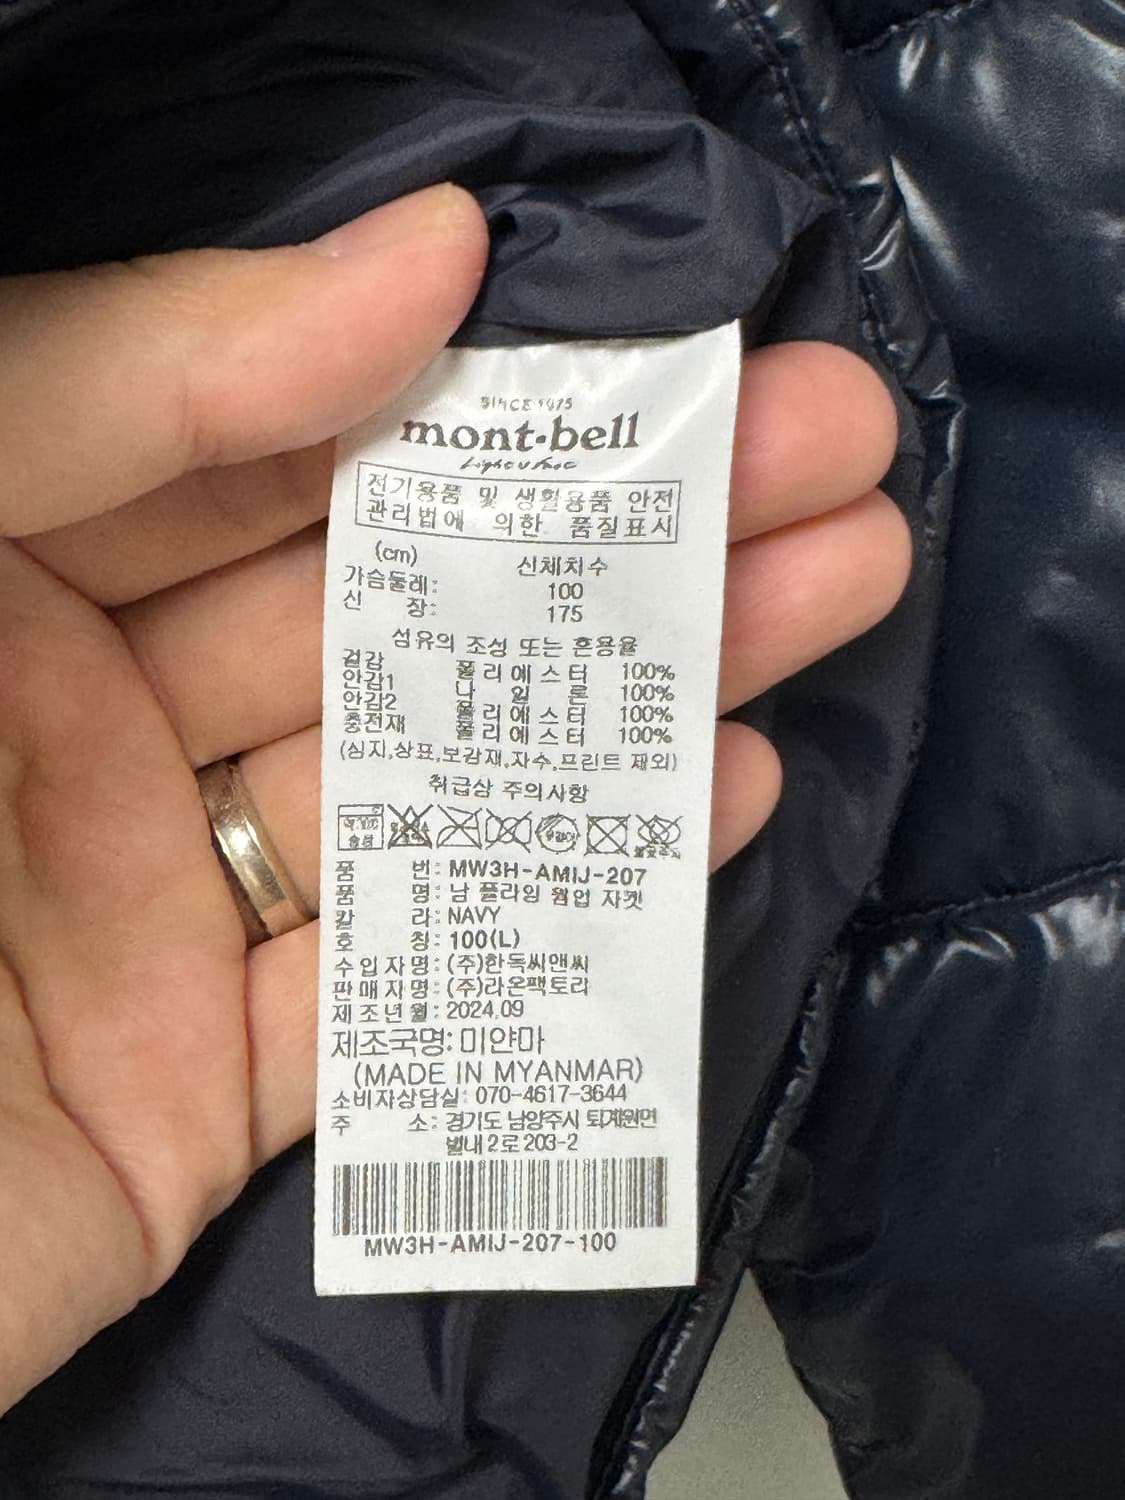 SINCE 1975
mont·bell
전기용품 및 생활용품 안전
관리법에 의한 품질표시
(cm) 신체치수
가슴둘레: 100
신 장: 175
섬유의 조성 또는 혼용율
겉감 폴리에스터 100%
안감1 나일론 100%
안감2 폴리에스터 100%
충전재 폴리에스터 100%
(심지,상표,보강재,자수,프린트 제외)
취급상 주의사항
품 번: MW3H-AMIJ-207
품 명: 남 플라잉 웜업 자켓
칼 라: NAVY
호 칭: 100(L)
수입자명: (주)한독씨앤씨
판매자명: (주)라온팩토리
제조년월: 2024.09
제조국명: 미얀마
(MADE IN MYANMAR)
소비자상담실: 070-4617-3644
주 소: 경기도 남양주시 퇴계원면
별내2로 203-2
MW3H-AMIJ-207-100